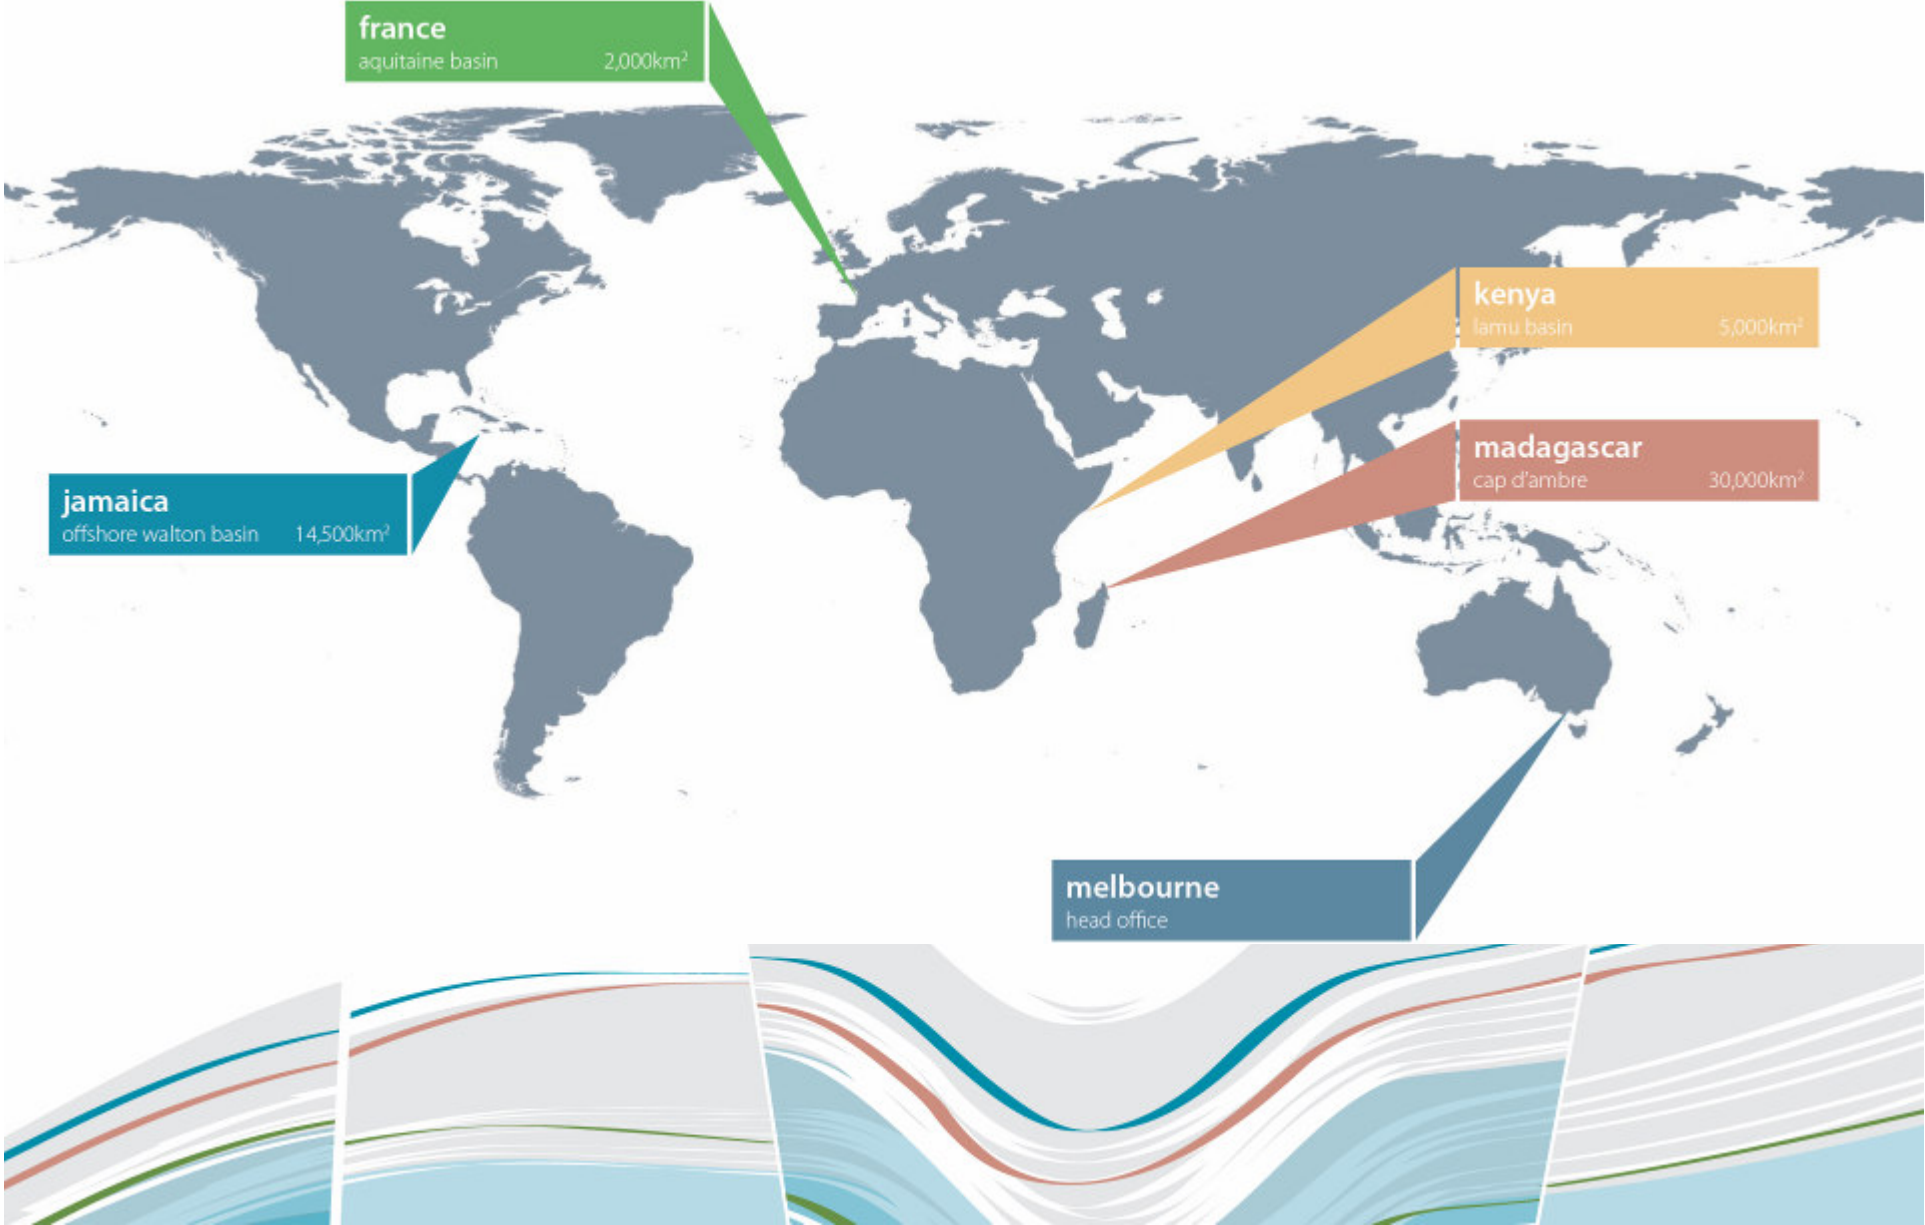 france
aquitaine basin 2,000km²
kenya
lamu basin 5,000km²
madagascar
cap d'ambre 30,000km²
jamaica
offshore walton basin 14,500km²
melbourne
head office